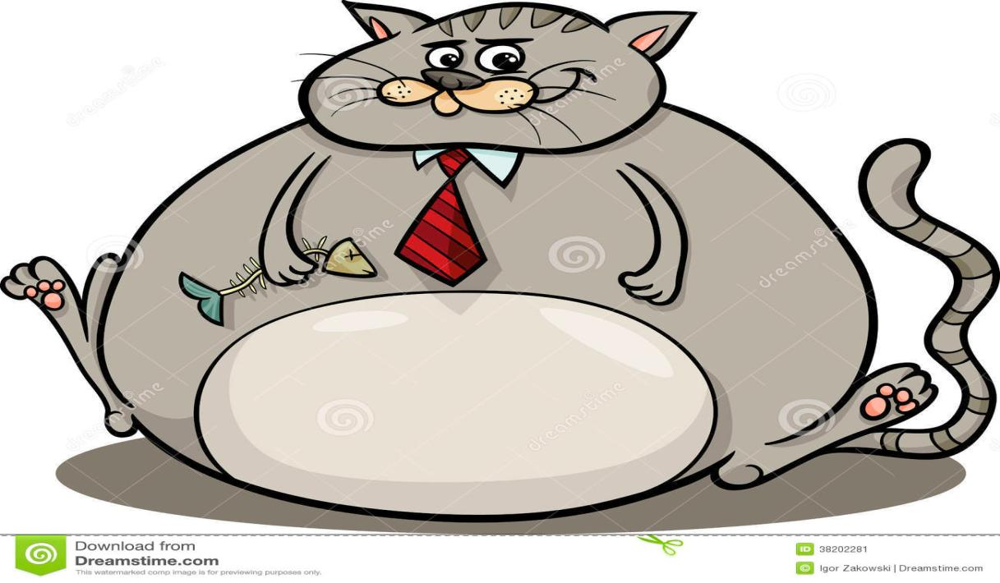 dreamstime
Download from
Dreamstime.com
This watermarked comp image is for previewing purposes only.
ID 38202281
© Igor Zakowski | Dreamstime.com